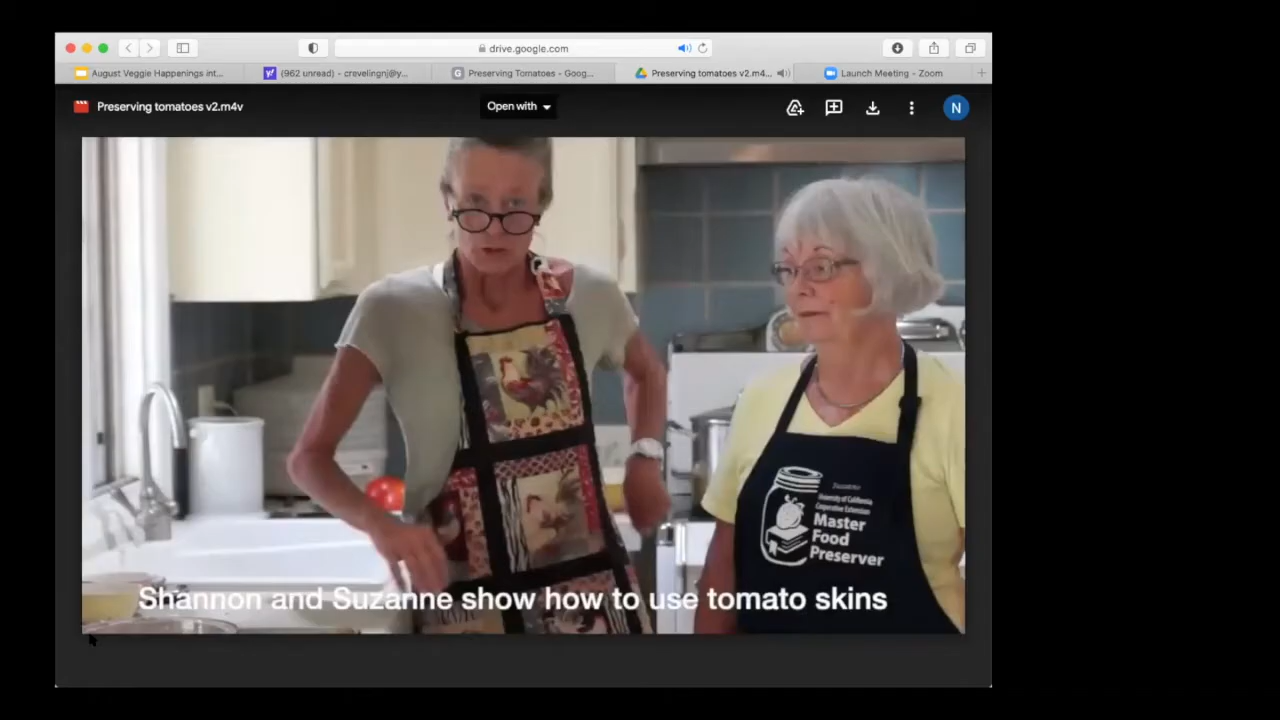 drive.google.com
August Veggie Happenings int...
(962 unread) - crevelingnj@y...
Preserving Tomatoes - Goog...
Preserving tomatoes v2.m4...
Launch Meeting - Zoom
Preserving tomatoes v2.m4v
Open with
N
Suzanne
University of California
Cooperative Extension
Master
Food
Preserver
Shannon and Suzanne show how to use tomato skins